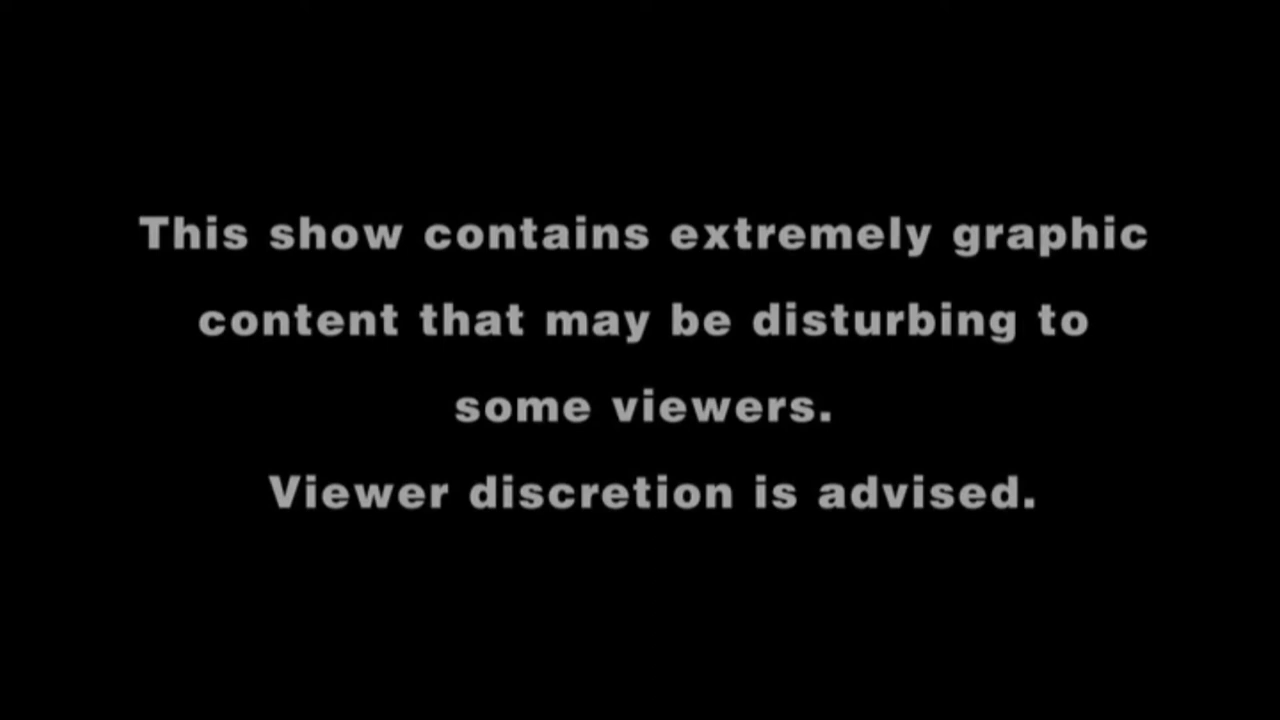 This show contains extremely graphic
content that may be disturbing to
some viewers.
Viewer discretion is advised.